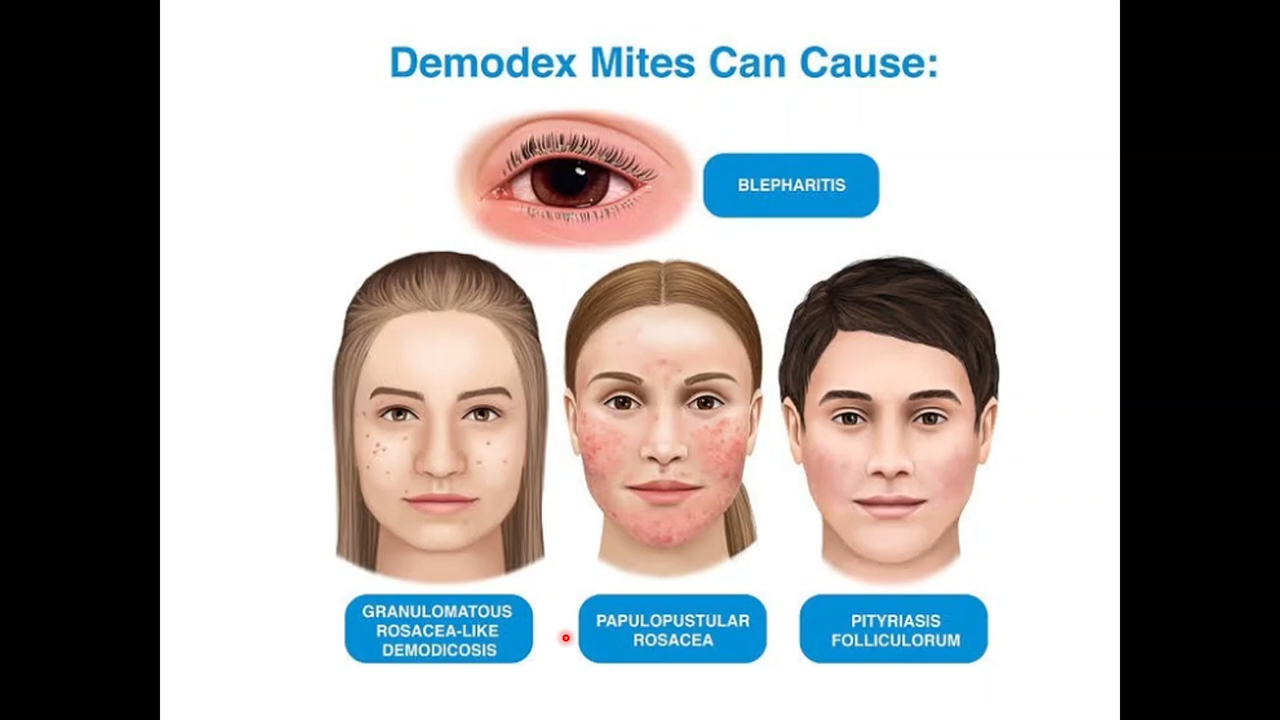 Demodex Mites Can Cause:
BLEPHARITIS
GRANULOMATOUS
ROSACEA-LIKE
DEMODICOSIS
PAPULOPUSTULAR
ROSACEA
PITYRIASIS
FOLLICULORUM